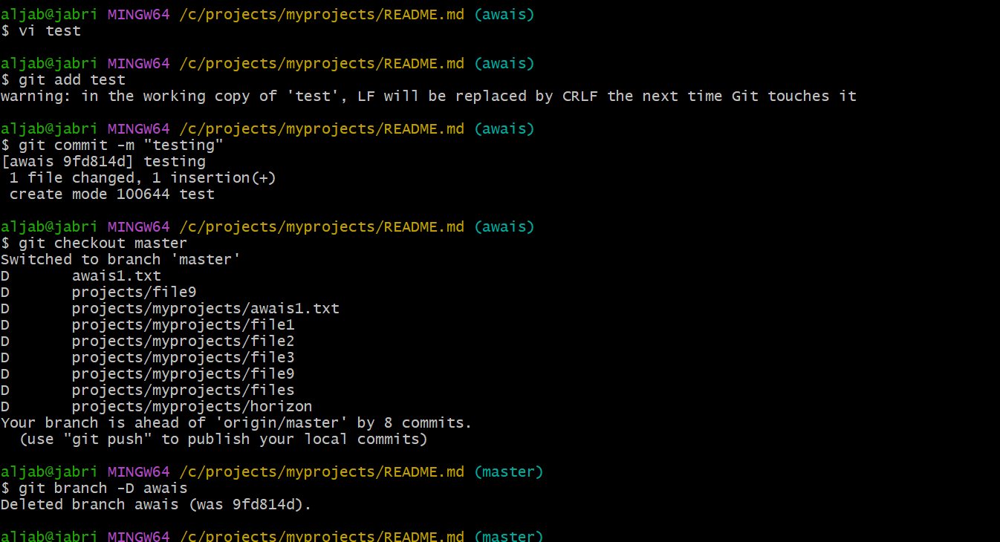 aljab@jabri MINGW64 /c/projects/myprojects/README.md (awais)
$ vi test
aljab@jabri MINGW64 /c/projects/myprojects/README.md (awais)
$ git add test
warning: in the working copy of 'test', LF will be replaced by CRLF the next time Git touches it
aljab@jabri MINGW64 /c/projects/myprojects/README.md (awais)
$ git commit -m "testing"
[awais 9fd814d] testing
 1 file changed, 1 insertion(+)
 create mode 100644 test
aljab@jabri MINGW64 /c/projects/myprojects/README.md (awais)
$ git checkout master
Switched to branch 'master'
D       awais1.txt
D       projects/file9
D       projects/myprojects/awais1.txt
D       projects/myprojects/file1
D       projects/myprojects/file2
D       projects/myprojects/file3
D       projects/myprojects/file9
D       projects/myprojects/files
D       projects/myprojects/horizon
Your branch is ahead of 'origin/master' by 8 commits.
  (use "git push" to publish your local commits)
aljab@jabri MINGW64 /c/projects/myprojects/README.md (master)
$ git branch -D awais
Deleted branch awais (was 9fd814d).
aljab@jabri MINGW64 /c/projects/myprojects/README.md (master)